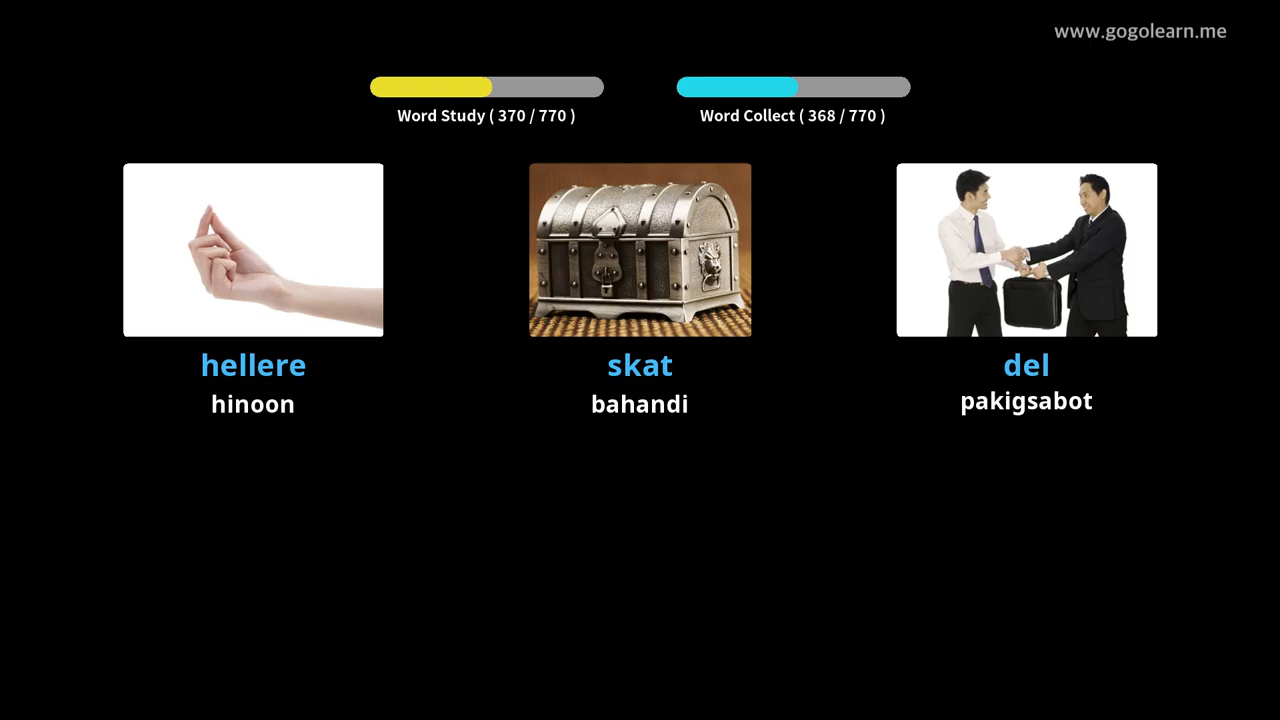 www.gogolearn.me
Word Study ( 370 / 770 )
Word Collect ( 368 / 770 )
hellere
skat
del
hinoon
bahandi
pakigsabot